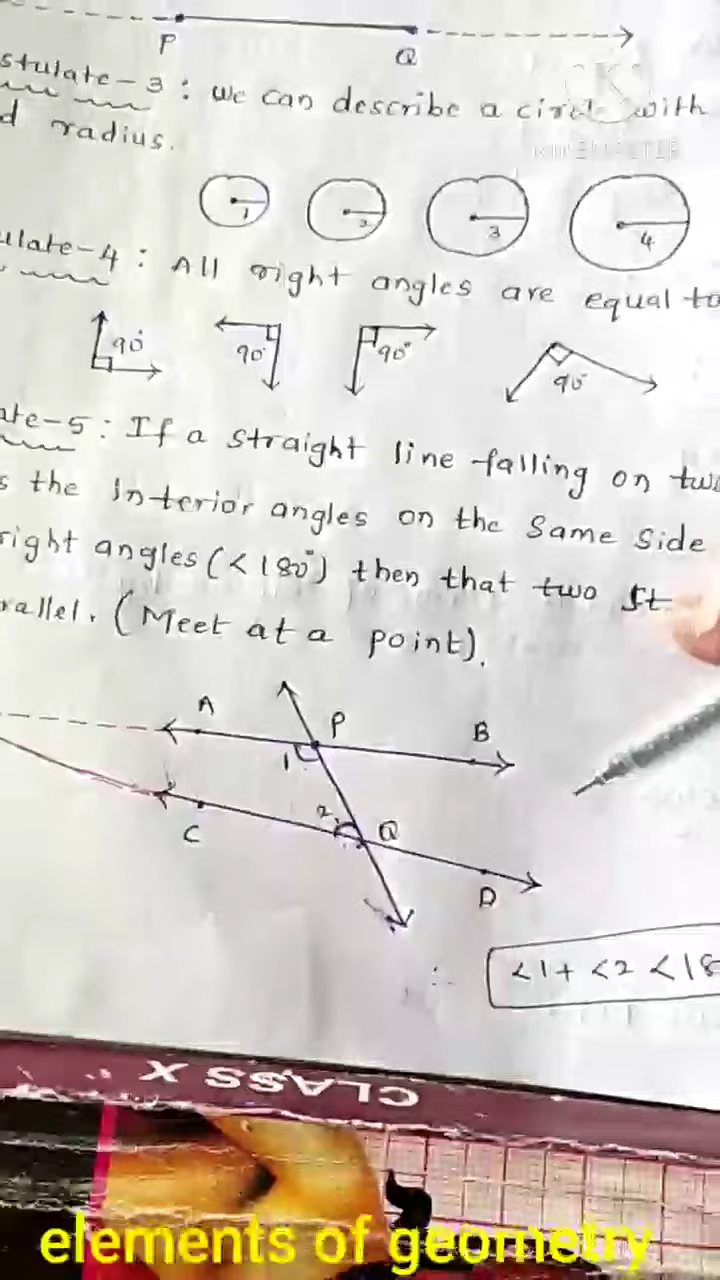 P Q
stulate-3: We can describe a circle with
d radius.
1 2 3 4
ulate-4: All right angles are equal to
90° 90° 90° 90°
ate-5: If a straight line falling on two
s the interior angles on the same side
right angles (<180°) then that two st
rallel. (Meet at a point).
A P B
1
2 Q
C D
∴ <1 + <2 < 18
CLASS X
elements of geometry